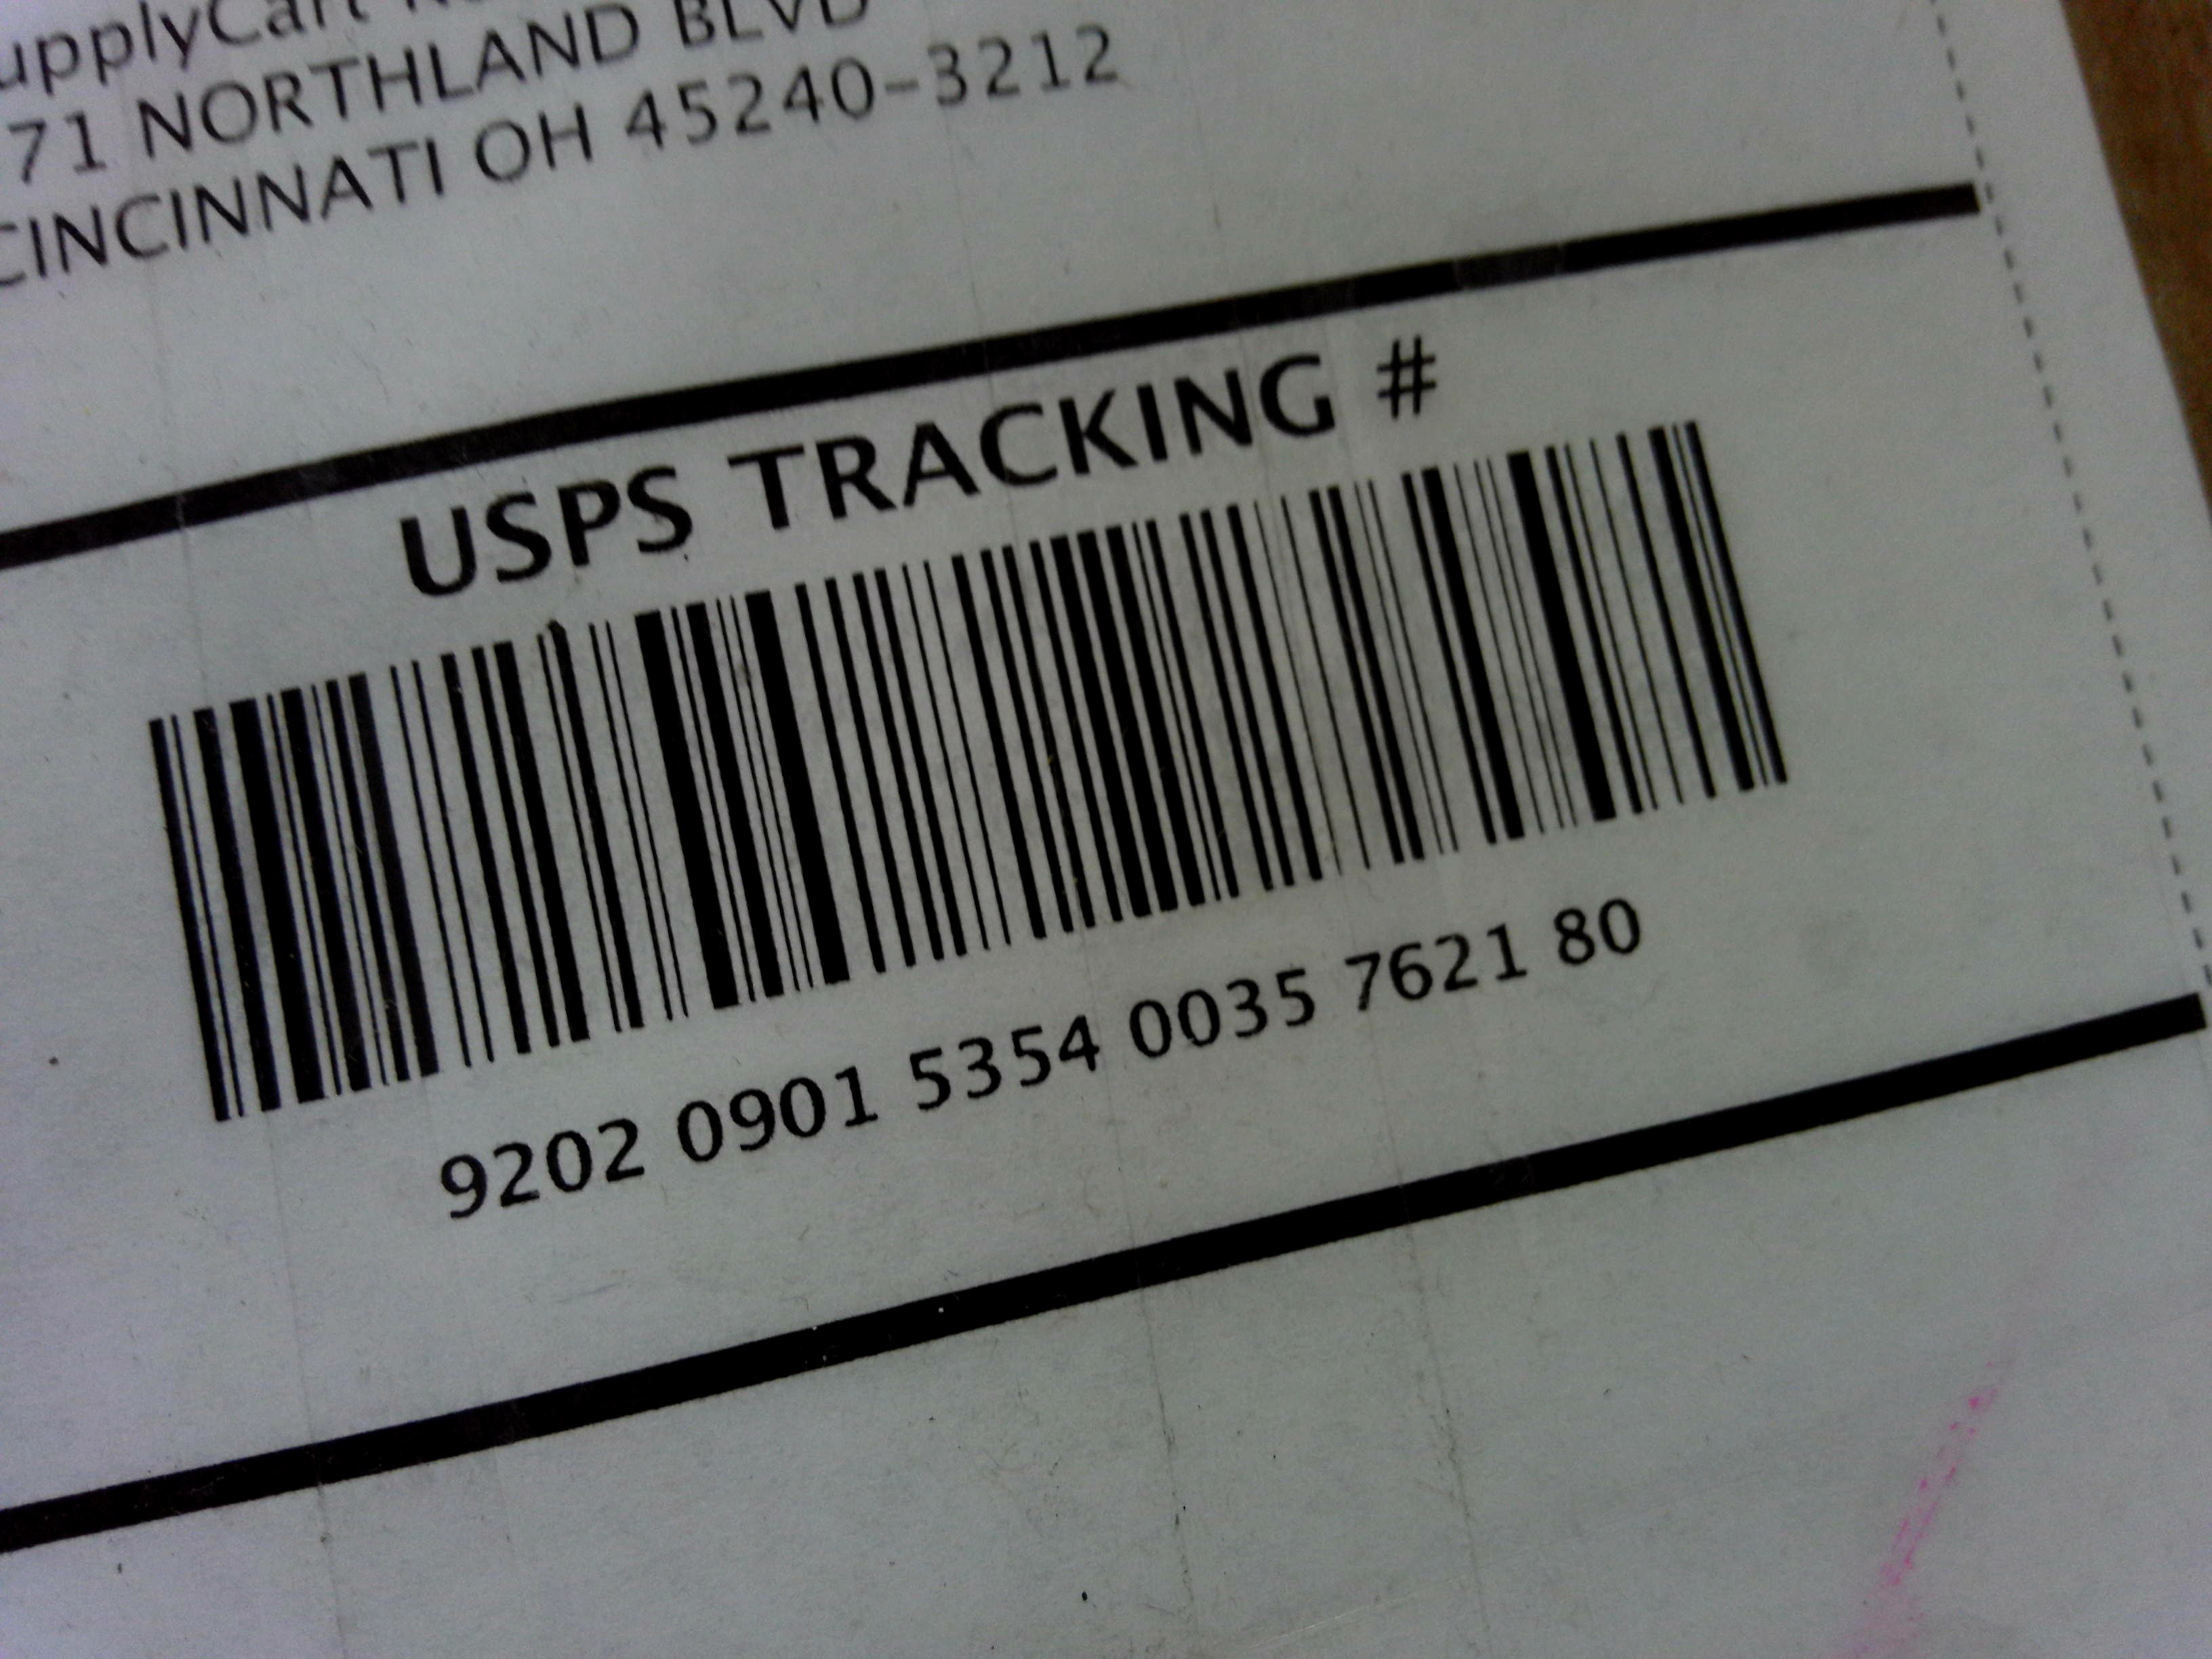 upplyCart
71 NORTHLAND BLVD
CINCINNATI OH 45240-3212
USPS TRACKING #
9202 0901 5354 0035 7621 80